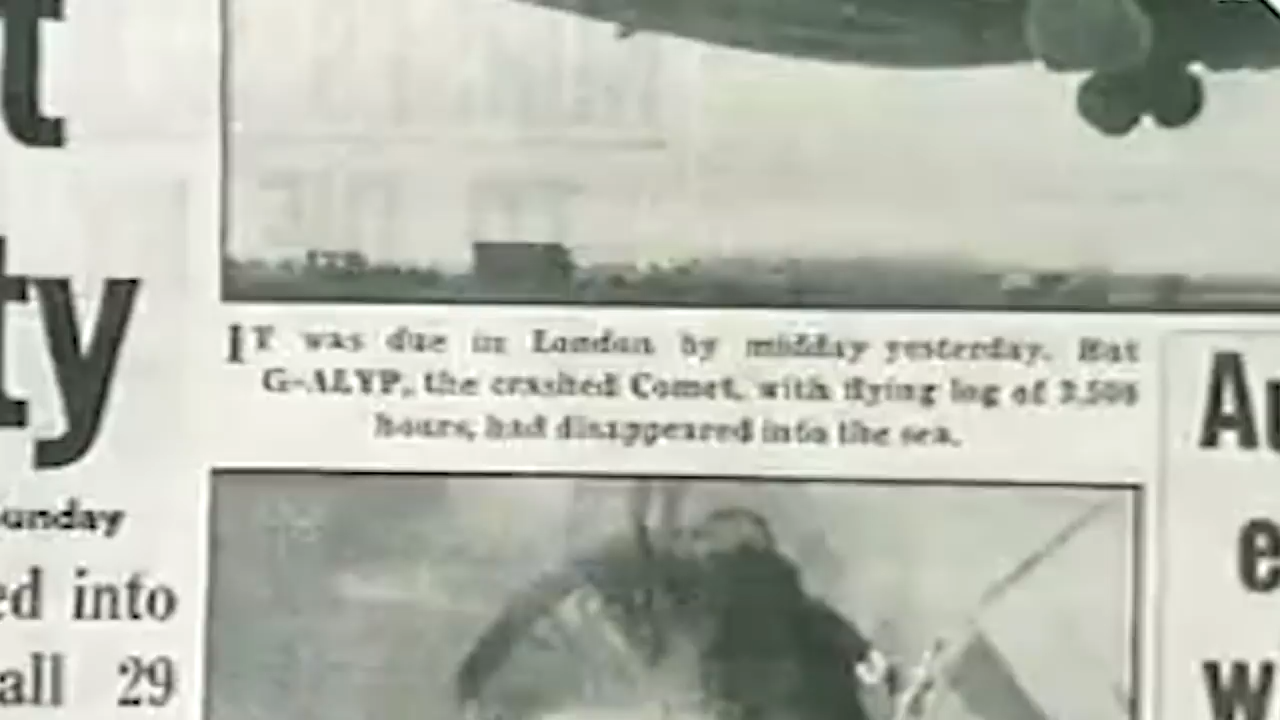 t
ty
unday
ed into
all 29
IT was due in London by midday yesterday. But
G-ALYP, the crashed Comet, with flying log of 3,508
hours, had disappeared into the sea.
Au
e
w